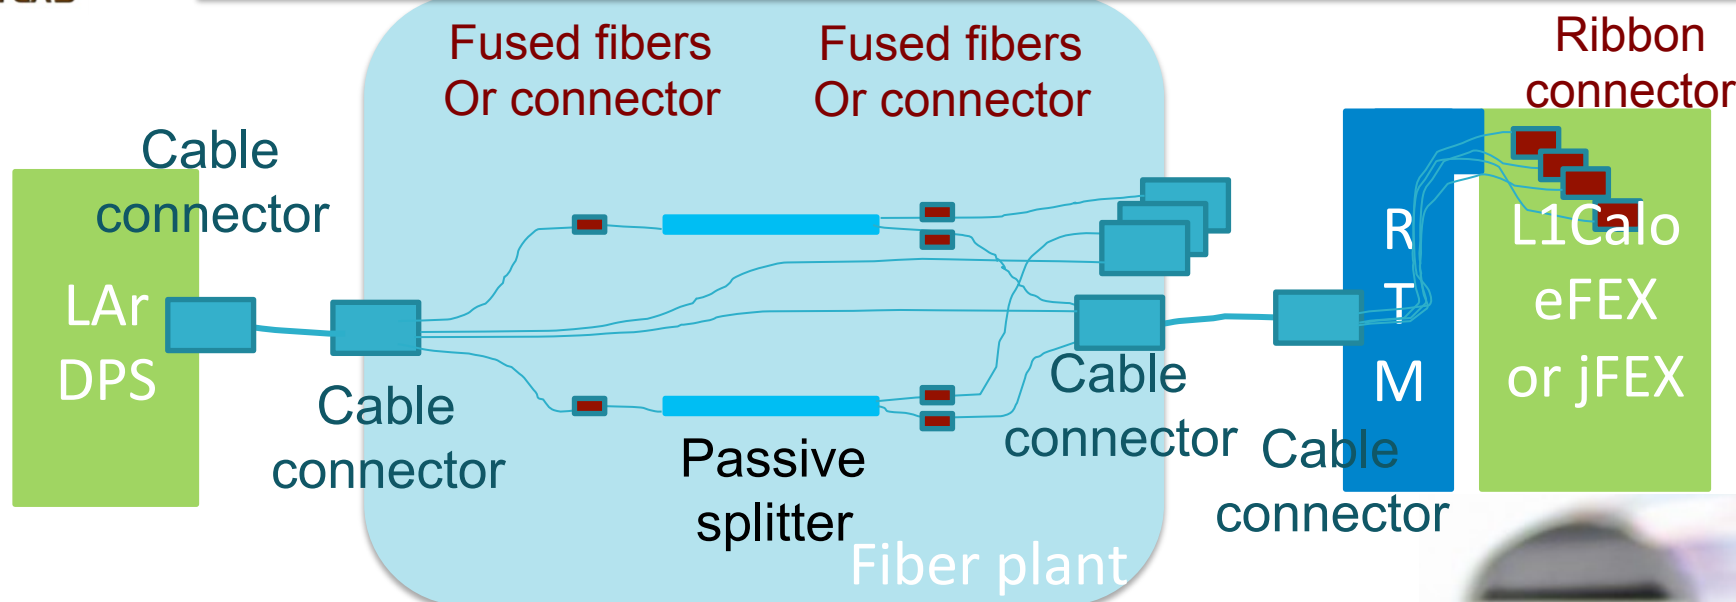 Fused fibers
Or connector
Fused fibers
Or connector
Ribbon
connector
Cable
connector
LAr
DPS
Cable
connector
Passive
splitter
Fiber plant
Cable
connector
Cable
connector
R
T
M
L1Calo
eFEX
or jFEX